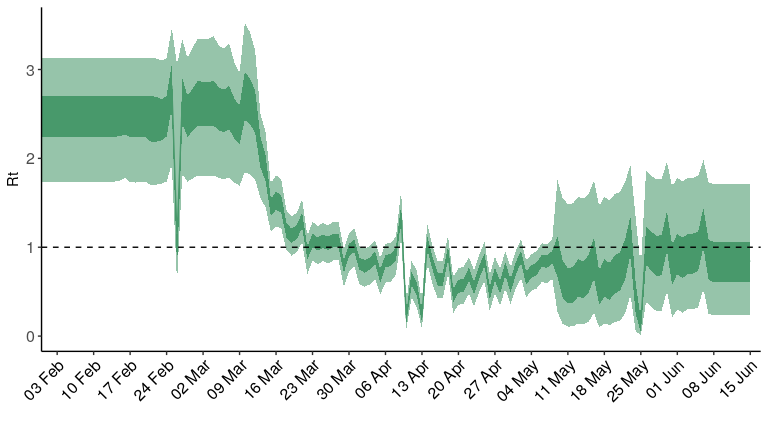 Rt
3
2
1
0
03 Feb
10 Feb
17 Feb
24 Feb
02 Mar
09 Mar
16 Mar
23 Mar
30 Mar
06 Apr
13 Apr
20 Apr
27 Apr
04 May
11 May
18 May
25 May
01 Jun
08 Jun
15 Jun